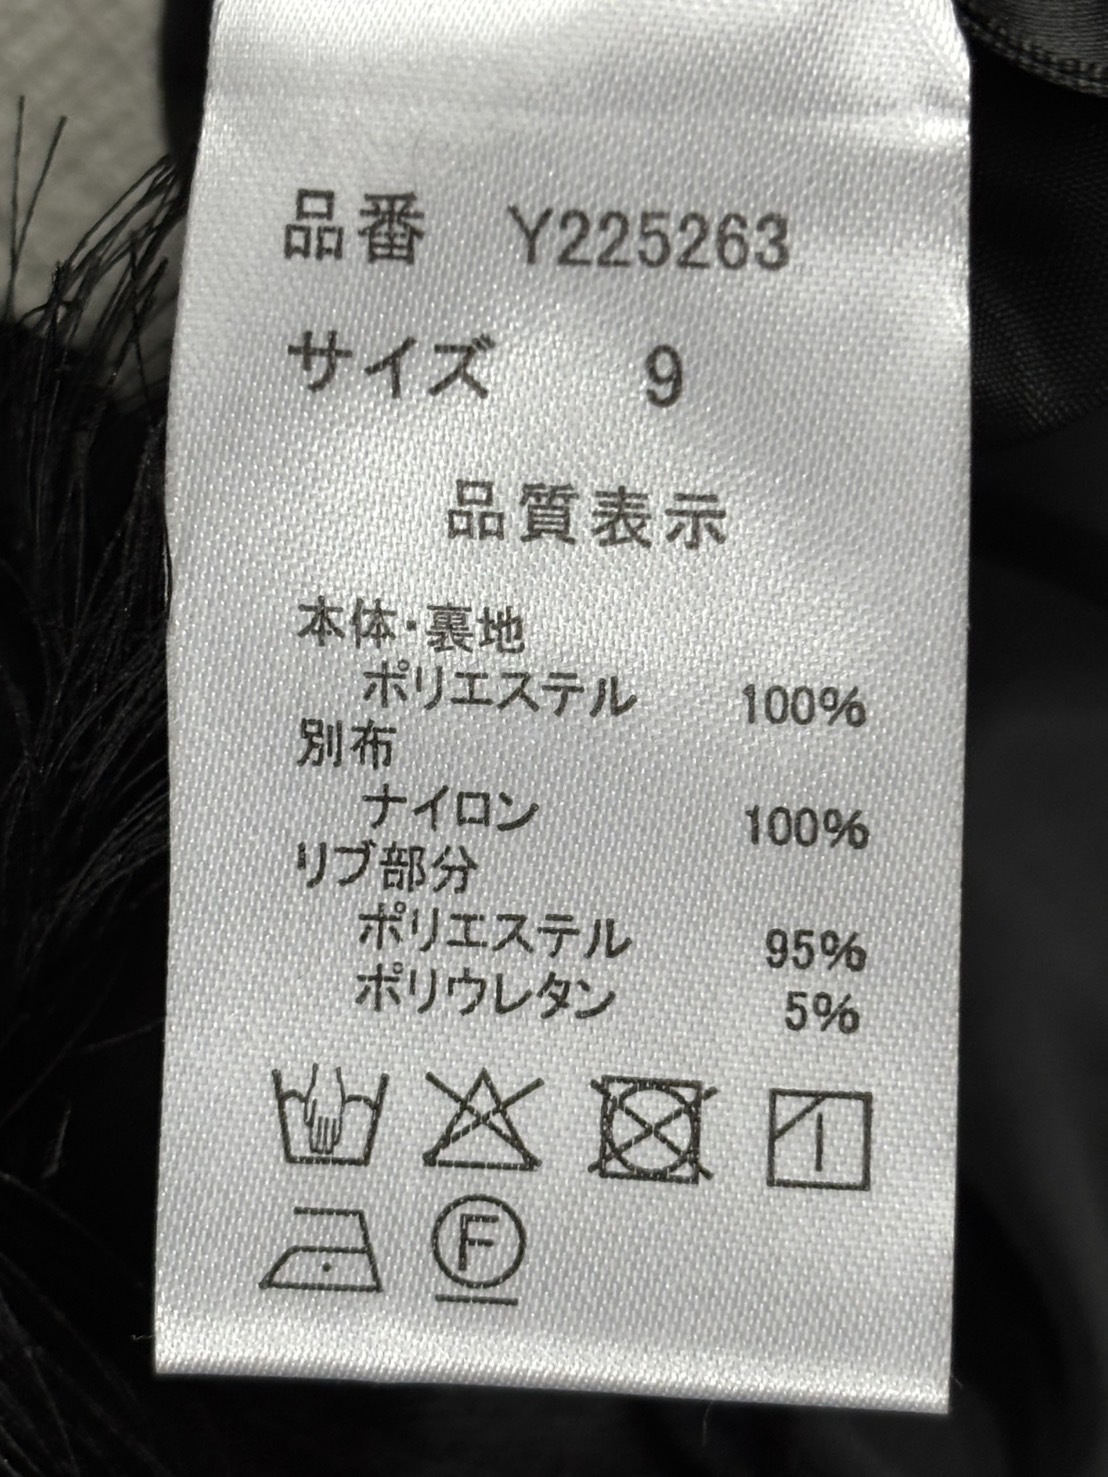 品番 Y225263
サイズ 9
品質表示
本体・裏地
ポリエステル 100%
別布
ナイロン 100%
リブ部分
ポリエステル 95%
ポリウレタン 5%
F